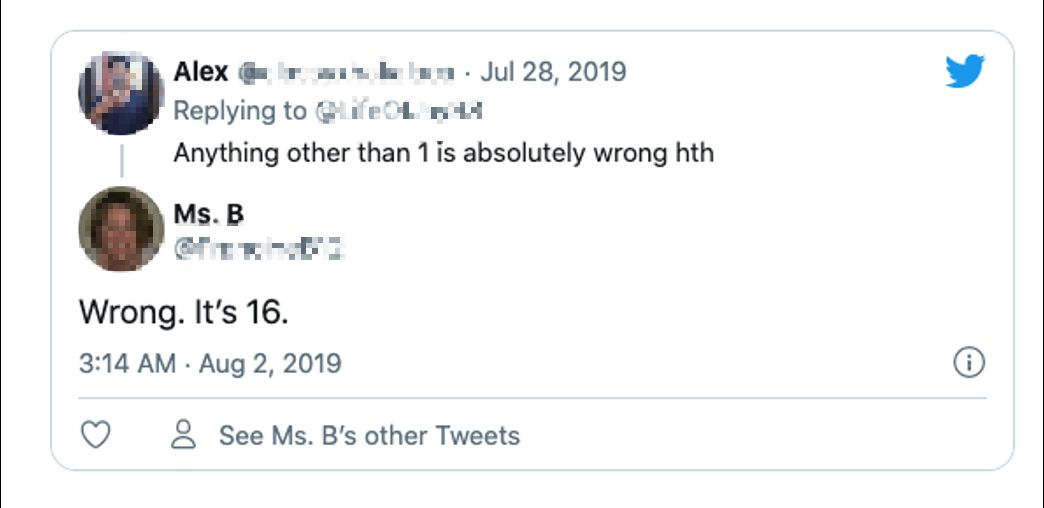 Alex · Jul 28, 2019
Replying to
Anything other than 1 is absolutely wrong hth
Ms. B
Wrong. It’s 16.
3:14 AM · Aug 2, 2019
See Ms. B’s other Tweets